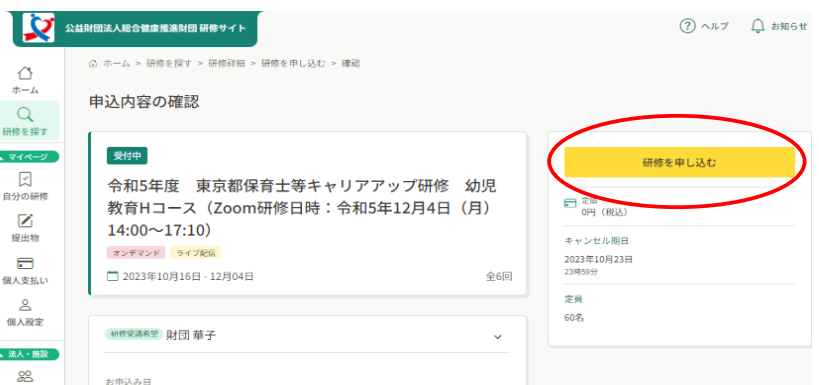 公益財団法人総合健康推進財団 研修サイト
ヘルプ
お知らせ
ホーム > 研修を探す > 研修詳細 > 研修を申し込む > 確認
ホーム
研修を探す
マイページ
自分の研修
提出物
個人支払い
個人設定
法人・施設
申込内容の確認
受付中
令和5年度 東京都保育士等キャリアアップ研修 幼児
教育Hコース（Zoom研修日時：令和5年12月4日（月）
14:00～17:10）
オンデマンド ライブ配信
2023年10月16日 - 12月04日 全6回
研修受講希望 財団 華子
お申込み日
研修を申し込む
0円（税込）
キャンセル期日
2023年10月23日
23時59分
定員
60名